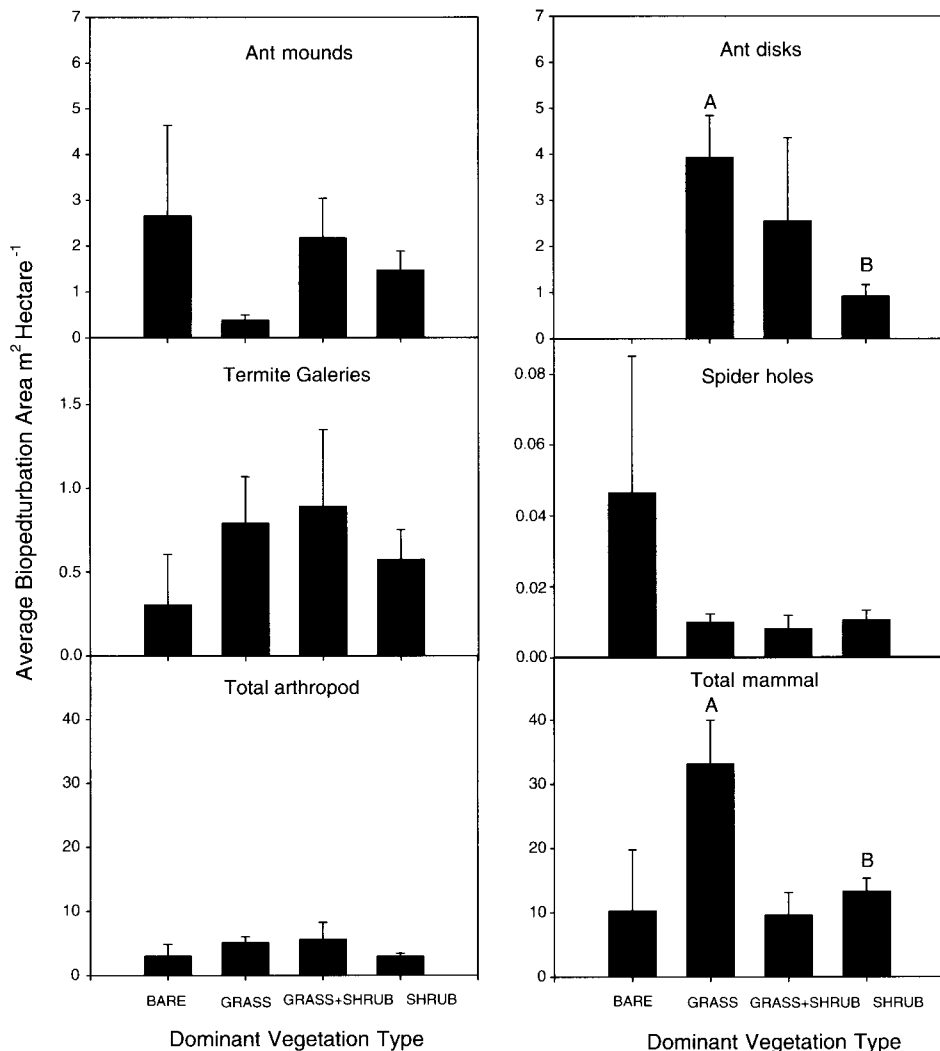 Average Biopedturbation Area m² Hectare⁻¹
Ant mounds
7
6
5
4
3
2
1
0
Ant disks
7
6
5
4
3
2
1
0
A
B
Termite Galeries
1.5
1.0
0.5
0.0
Spider holes
0.08
0.06
0.04
0.02
0.00
Total arthropod
40
30
20
10
0
BARE GRASS GRASS+SHRUB SHRUB
Dominant Vegetation Type
Total mammal
A
B
40
30
20
10
0
BARE GRASS GRASS+SHRUB SHRUB
Dominant Vegetation Type